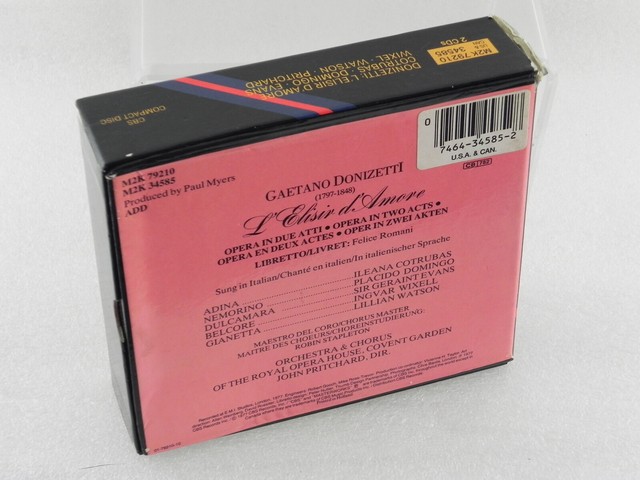 DONIZETTI: L'ELISIR D'AMORE
COTRUBAS · DOMINGO · EVANS
WIXELL · WATSON · PRITCHARD
M2K 79210
34585
2 CDs
CBS
COMPACT DISC
0
7464-34585-2
U.S.A. & CAN.
CB 762
M2K 79210
M2K 34585
Produced by Paul Myers
ADD
GAETANO DONIZETTI
(1797-1848)
L'Elisir d'Amore
OPERA IN DUE ATTI • OPERA IN TWO ACTS •
OPERA EN DEUX ACTES • OPER IN ZWEI AKTEN
LIBRETTO/LIVRET: Felice Romani
Sung in Italian/Chanté en italien/In italienischer Sprache
ADINA ILEANA COTRUBAS
NEMORINO PLACIDO DOMINGO
DULCAMARA SIR GERAINT EVANS
BELCORE INGVAR WIXELL
GIANETTA LILLIAN WATSON
MAESTRO DEL CORO/CHORUS MASTER
MAITRE DES CHOEURS/CHOREINSTUDIERUNG:
ROBIN STAPLETON
ORCHESTRA & CHORUS
OF THE ROYAL OPERA HOUSE, COVENT GARDEN
JOHN PRITCHARD, DIR.